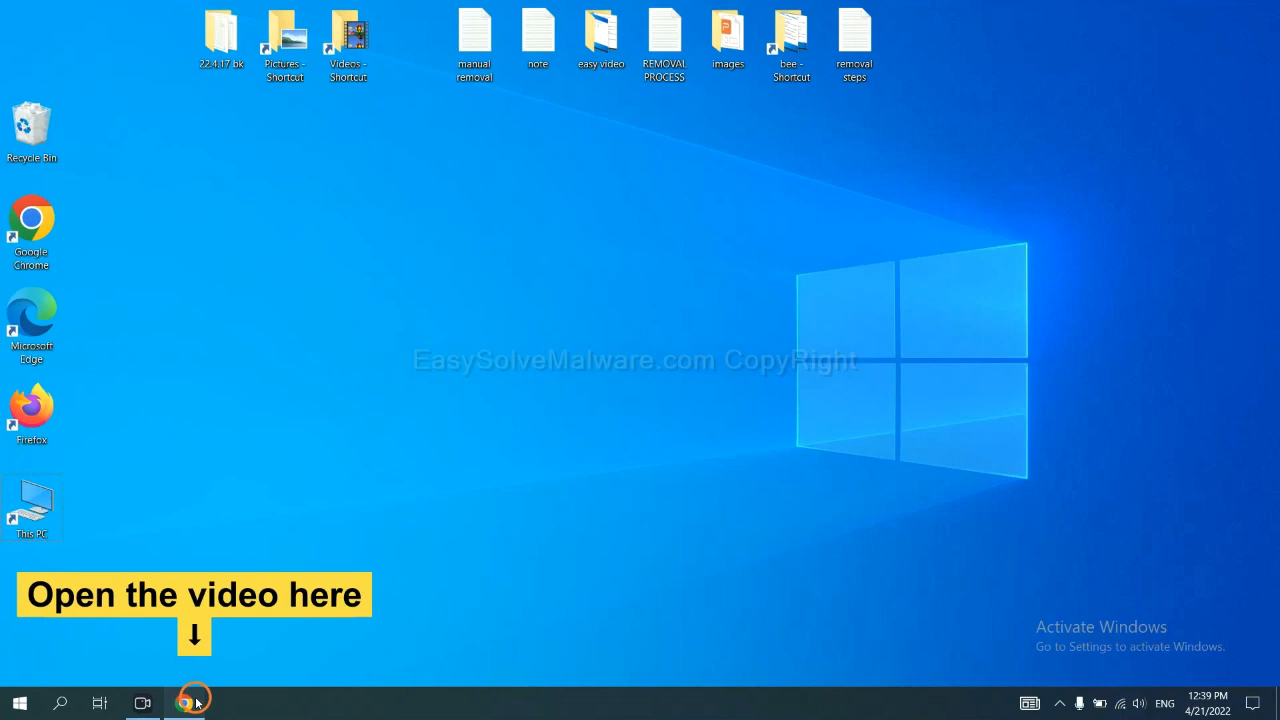 22.4.17 bk
Pictures -
Shortcut
Videos -
Shortcut
manual
removal
note
easy video
REMOVAL
PROCESS
images
bee -
Shortcut
removal
steps
Recycle Bin
Google
Chrome
Microsoft
Edge
Firefox
This PC
EasySolveMalware.com CopyRight
Open the video here
↓
Activate Windows
Go to Settings to activate Windows.
ENG
12:39 PM
4/21/2022